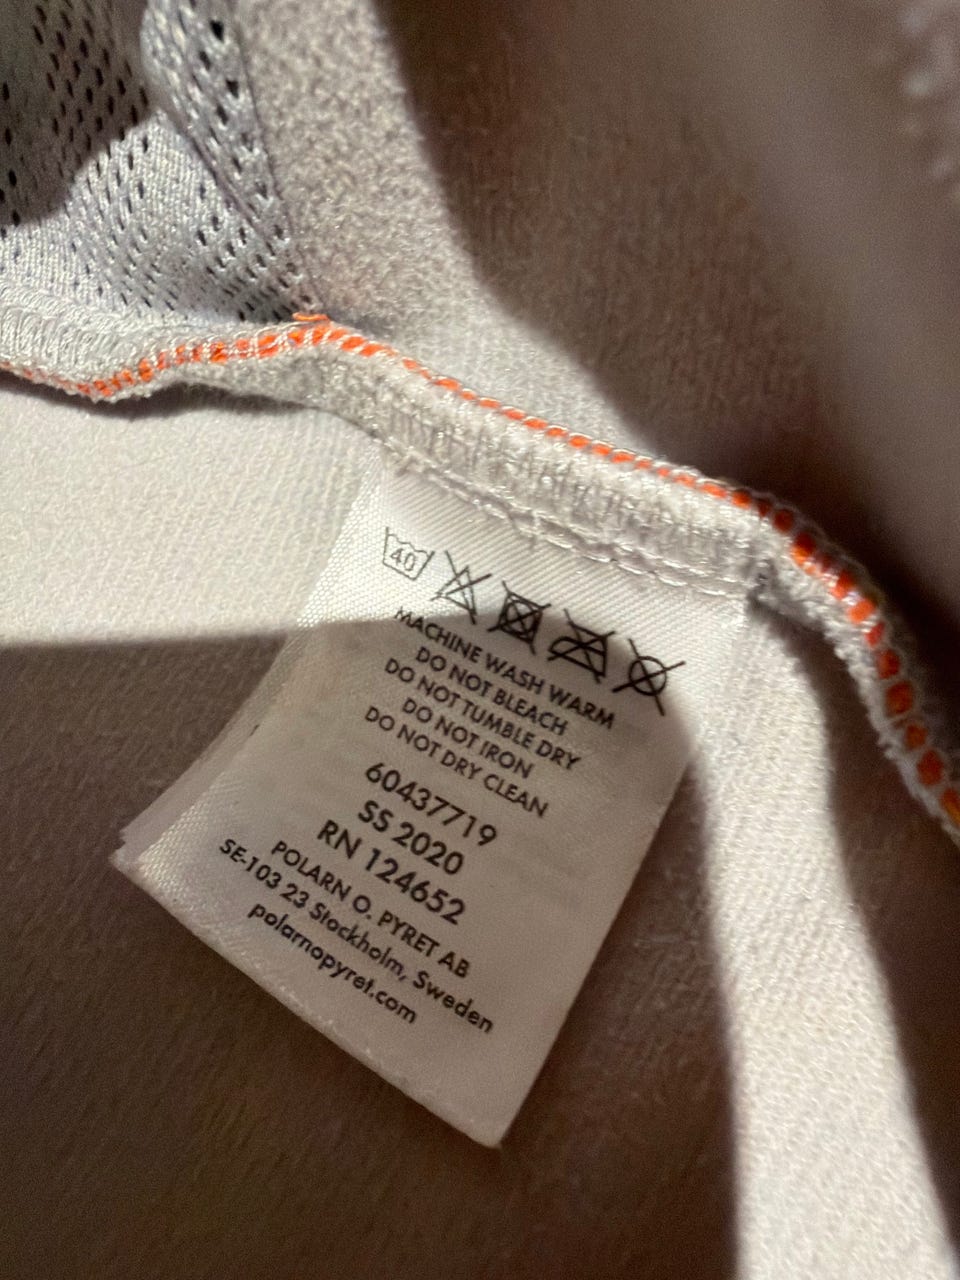 40
MACHINE WASH WARM
DO NOT BLEACH
DO NOT TUMBLE DRY
DO NOT IRON
DO NOT DRY CLEAN
60437719
SS 2020
RN 124652
POLARN O. PYRET AB
SE-103 23 Stockholm, Sweden
polarnopyret.com